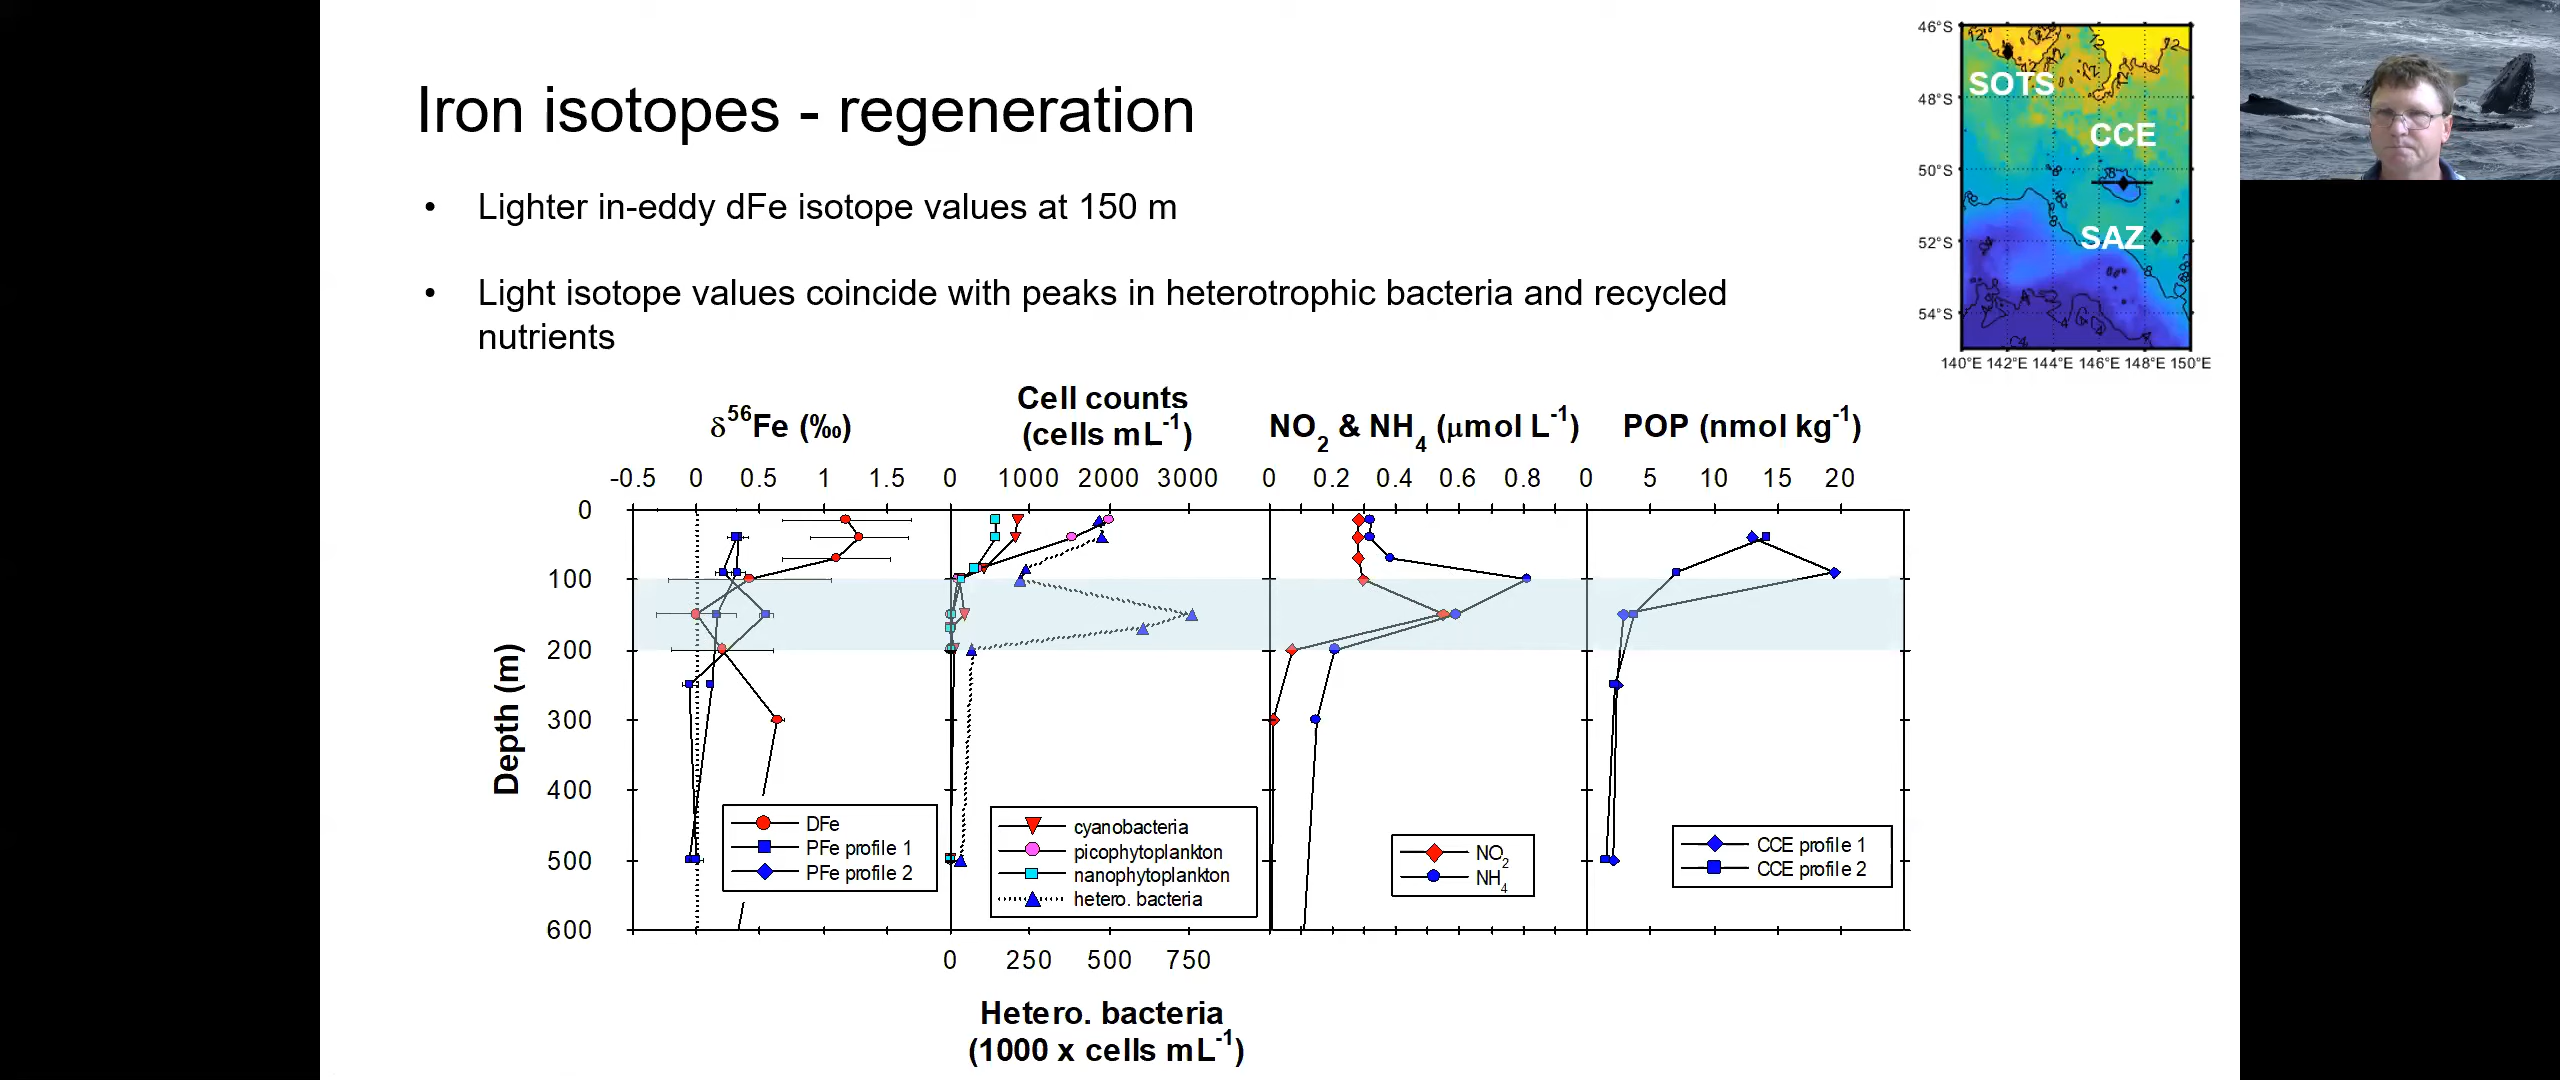 Iron isotopes - regeneration
• Lighter in-eddy dFe isotope values at 150 m
• Light isotope values coincide with peaks in heterotrophic bacteria and recycled
nutrients
46°S
48°S
50°S
52°S
54°S
140°E 142°E 144°E 146°E 148°E 150°E
SOTS
CCE
SAZ
δ⁵⁶Fe (‰)
-0.5 0 0.5 1 1.5
Cell counts
(cells mL⁻¹)
0 1000 2000 3000
NO₂ & NH₄ (μmol L⁻¹)
0 0.2 0.4 0.6 0.8
POP (nmol kg⁻¹)
0 5 10 15 20
Depth (m)
0
100
200
300
400
500
600
DFe
PFe profile 1
PFe profile 2
cyanobacteria
picophytoplankton
nanophytoplankton
hetero. bacteria
NO₂
NH₄
CCE profile 1
CCE profile 2
0 250 500 750
Hetero. bacteria
(1000 x cells mL⁻¹)